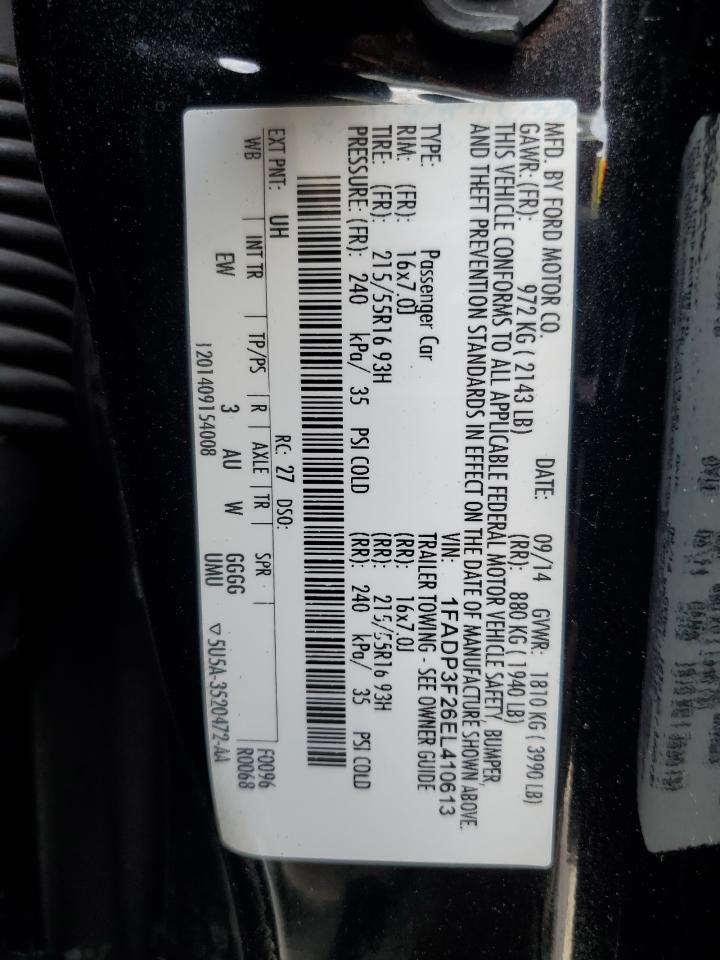 MFD. BY FORD MOTOR CO.
DATE: 09/14 GVWR: 1810 KG ( 3990 LB)
GAWR: (FR): 972 KG ( 2143 LB) (RR): 880 KG ( 1940 LB)
THIS VEHICLE CONFORMS TO ALL APPLICABLE FEDERAL MOTOR VEHICLE SAFETY, BUMPER,
AND THEFT PREVENTION STANDARDS IN EFFECT ON THE DATE OF MANUFACTURE SHOWN ABOVE.
VIN: 1FADP3F26EL410613
TYPE: Passenger Car TRAILER TOWING - SEE OWNER GUIDE
RIM: (FR): 16x7.0J (RR): 16x7.0J
TIRE: (FR): 215/55R16 93H (RR): 215/55R16 93H
PRESSURE: (FR): 240 kPa/ 35 PSI COLD (RR): 240 kPa/ 35 PSI COLD
EXT PNT: UH RC: 27 DSO: F0096
WB INT TR TP/PS R AXLE TR SPR R0068
EW 3 AU W GGGG
UMU
1201409154008 ▽ 5U5A-3520472-AA